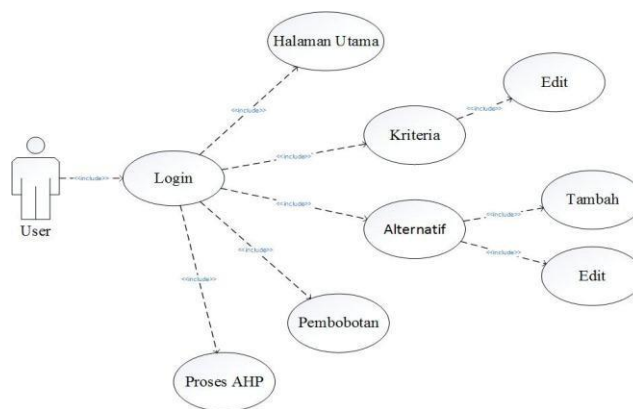 Halaman Utama
<<include>>
Edit
<<include>>
Kriteria
<<include>>
<<include>>
Login
User
<<include>>
Alternatif
<<include>>
Tambah
<<include>>
Edit
<<include>>
Pembobotan
<<include>>
Proses AHP